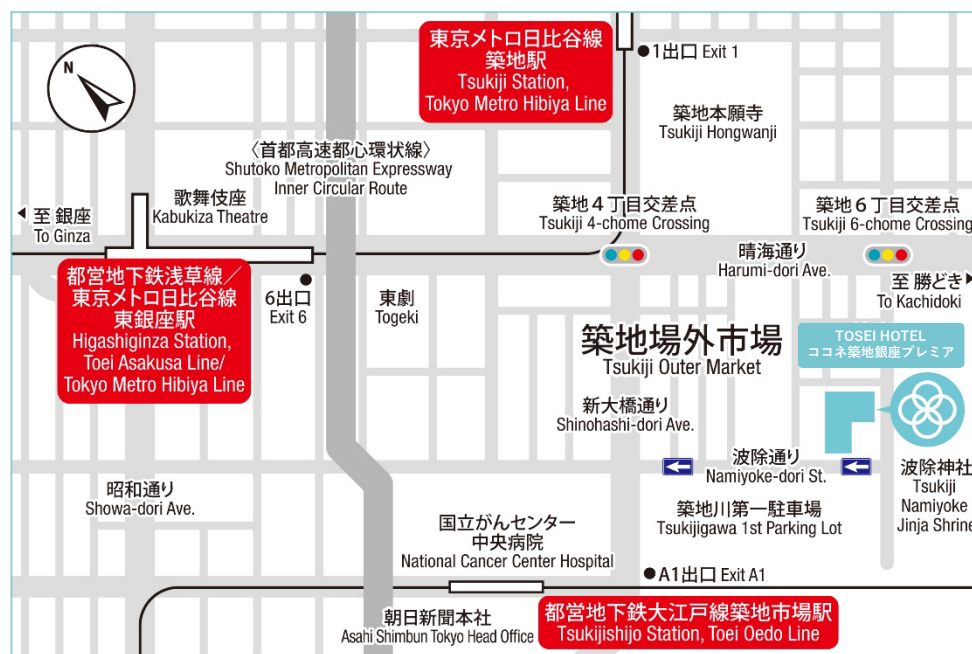 東京メトロ日比谷線
築地駅
Tsukiji Station,
Tokyo Metro Hibiya Line
1出口 Exit 1
N
築地本願寺
Tsukiji Hongwanji
〈首都高速都心環状線〉
Shutoko Metropolitan Expressway
Inner Circular Route
歌舞伎座
Kabukiza Theatre
至 銀座
To Ginza
築地4丁目交差点
Tsukiji 4-chome Crossing
築地6丁目交差点
Tsukiji 6-chome Crossing
晴海通り
Harumi-dori Ave.
至 勝どき
To Kachidoki
都営地下鉄浅草線/
東京メトロ日比谷線
東銀座駅
Higashiginza Station,
Toei Asakusa Line/
Tokyo Metro Hibiya Line
6出口
Exit 6
東劇
Togeki
築地場外市場
Tsukiji Outer Market
TOSEI HOTEL
ココネ築地銀座プレミア
新大橋通り
Shinohashi-dori Ave.
波除通り
Namiyoke-dori St.
波除神社
Tsukiji
Namiyoke
Jinja Shrine
昭和通り
Showa-dori Ave.
築地川第一駐車場
Tsukijigawa 1st Parking Lot
国立がんセンター
中央病院
National Cancer Center Hospital
A1出口 Exit A1
朝日新聞本社
Asahi Shimbun Tokyo Head Office
都営地下鉄大江戸線築地市場駅
Tsukijishijo Station, Toei Oedo Line